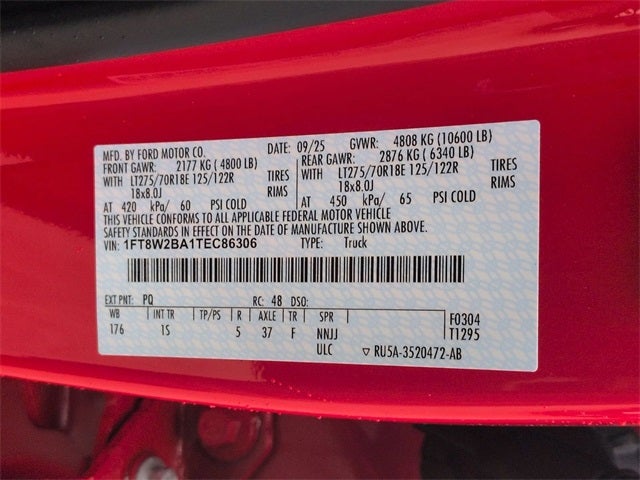 MFD. BY FORD MOTOR CO. DATE: 09/25 GVWR: 4808 KG (10600 LB)
FRONT GAWR: 2177 KG ( 4800 LB) REAR GAWR: 2876 KG ( 6340 LB)
WITH LT275/70R18E 125/122R TIRES WITH LT275/70R18E 125/122R TIRES
18x8.0J RIMS 18x8.0J RIMS
AT 420 kPa/ 60 PSI COLD AT 450 kPa/ 65 PSI COLD
THIS VEHICLE CONFORMS TO ALL APPLICABLE FEDERAL MOTOR VEHICLE
SAFETY STANDARDS IN EFFECT ON THE DATE OF MANUFACTURE SHOWN ABOVE.
VIN: 1FT8W2BA1TEC86306 TYPE: Truck
EXT PNT: PQ RC: 48 DSO:
WB INT TR TP/PS R AXLE TR SPR F0304
176 1S 5 37 F NNJJ T1295
ULC ▽ RU5A-3520472-AB